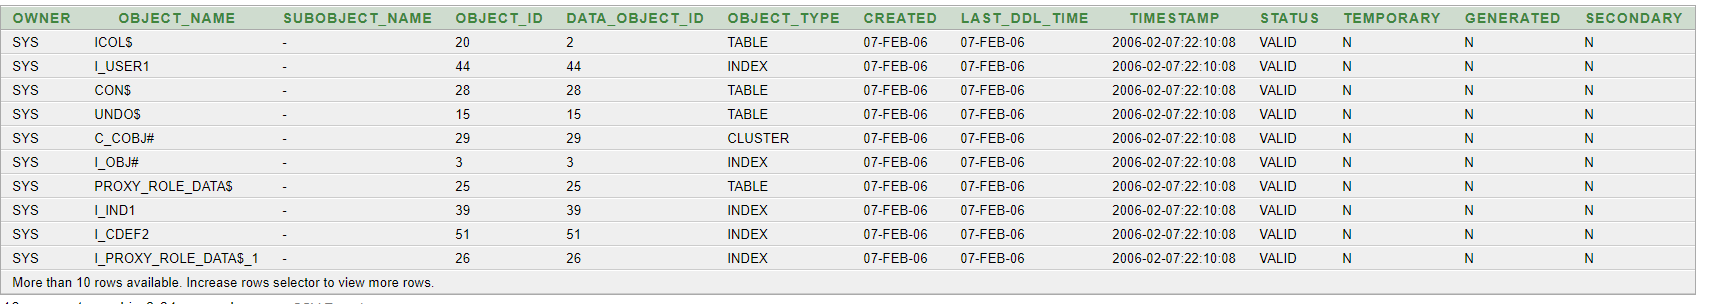 OWNER OBJECT_NAME SUBOBJECT_NAME OBJECT_ID DATA_OBJECT_ID OBJECT_TYPE CREATED LAST_DDL_TIME TIMESTAMP STATUS TEMPORARY GENERATED SECONDARY
SYS ICOL$ - 20 2 TABLE 07-FEB-06 07-FEB-06 2006-02-07:22:10:08 VALID N N N
SYS I_USER1 - 44 44 INDEX 07-FEB-06 07-FEB-06 2006-02-07:22:10:08 VALID N N N
SYS CON$ - 28 28 TABLE 07-FEB-06 07-FEB-06 2006-02-07:22:10:08 VALID N N N
SYS UNDO$ - 15 15 TABLE 07-FEB-06 07-FEB-06 2006-02-07:22:10:08 VALID N N N
SYS C_COBJ# - 29 29 CLUSTER 07-FEB-06 07-FEB-06 2006-02-07:22:10:08 VALID N N N
SYS I_OBJ# - 3 3 INDEX 07-FEB-06 07-FEB-06 2006-02-07:22:10:08 VALID N N N
SYS PROXY_ROLE_DATA$ - 25 25 TABLE 07-FEB-06 07-FEB-06 2006-02-07:22:10:08 VALID N N N
SYS I_IND1 - 39 39 INDEX 07-FEB-06 07-FEB-06 2006-02-07:22:10:08 VALID N N N
SYS I_CDEF2 - 51 51 INDEX 07-FEB-06 07-FEB-06 2006-02-07:22:10:08 VALID N N N
SYS I_PROXY_ROLE_DATA$_1 - 26 26 INDEX 07-FEB-06 07-FEB-06 2006-02-07:22:10:08 VALID N N N
More than 10 rows available. Increase rows selector to view more rows.